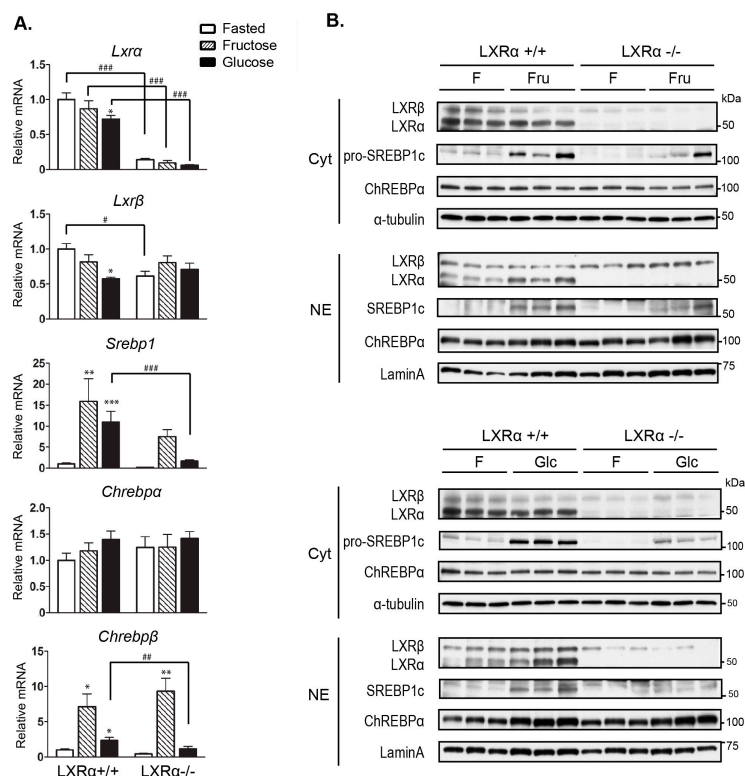 A.
Fasted
Fructose
Glucose
Lxrα
Relative mRNA
1.5
1.0
0.5
0.0
###
###
###
*
Lxrβ
Relative mRNA
1.5
1.0
0.5
0.0
#
*
Srebp1
Relative mRNA
25
20
15
10
5
0
**
***
###
Chrebpα
Relative mRNA
2.0
1.5
1.0
0.5
0.0
Chrebpβ
Relative mRNA
15
10
5
0
*
*
##
**
LXRα+/+ LXRα-/-
B.
LXRα +/+ LXRα -/-
F Fru F Fru
kDa
Cyt
LXRβ
LXRα 50
pro-SREBP1c 100
ChREBPα 100
α-tubulin 50
NE
LXRβ
LXRα 50
SREBP1c 50
ChREBPα 100
LaminA 75
LXRα +/+ LXRα -/-
F Glc F Glc
kDa
Cyt
LXRβ
LXRα 50
pro-SREBP1c 100
ChREBPα 100
α-tubulin 50
NE
LXRβ
LXRα 50
SREBP1c 50
ChREBPα 100
LaminA 75